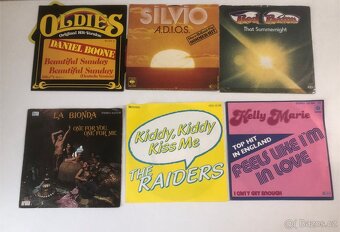 OLDIES
Original Hit-Version
DANIEL BOONE
Beautiful Sunday
Beautiful Sunday
SILVIO
A.D.I.O.S.
That Summernight
LA BIONDA
ONE FOR YOU,
ONE FOR ME
Kiddy, Kiddy
Kiss Me
THE
RAIDERS
Kelly Marie
TOP HIT
IN ENGLAND
FEELS LIKE I'M
IN LOVE
I CAN'T GET ENOUGH